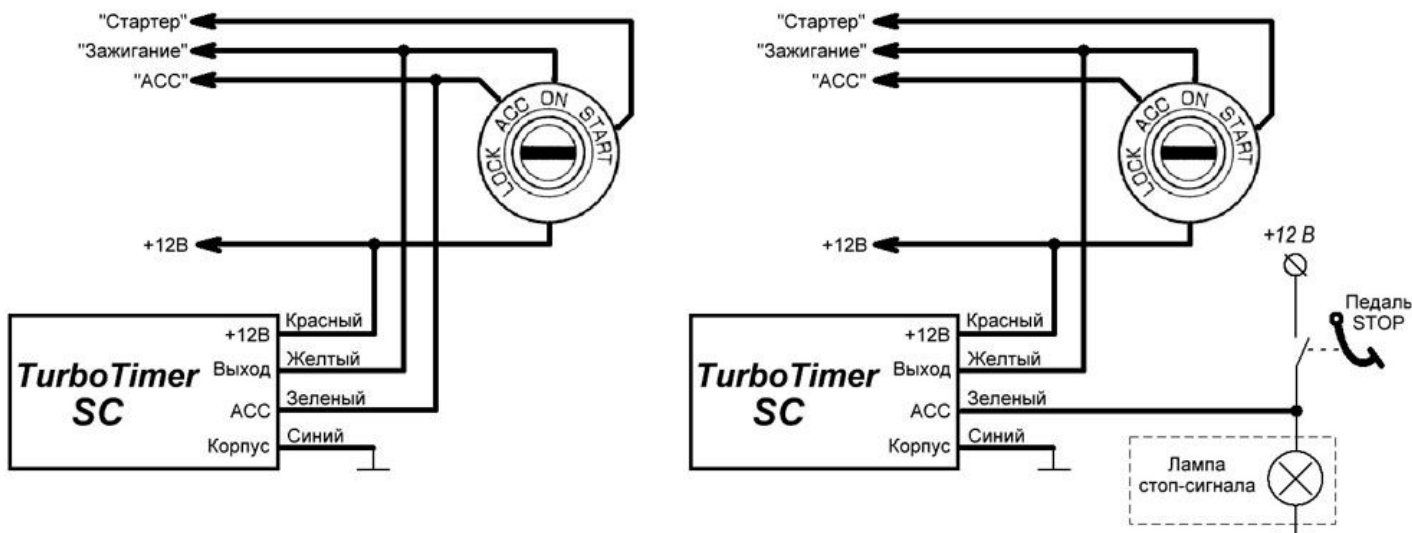 "Стартер"
"Зажигание"
"ACC"
LOCK ACC ON START
+12В
Красный
+12В
Желтый
Выход
Зеленый
ACC
Синий
Корпус
TurboTimer
SC
"Стартер"
"Зажигание"
"ACC"
LOCK ACC ON START
+12В
+12 В
Педаль
STOP
Красный
+12В
Желтый
Выход
Зеленый
ACC
Синий
Корпус
TurboTimer
SC
Лампа
стоп-сигнала